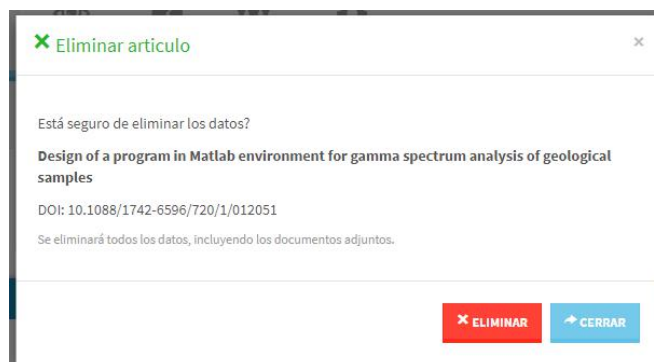 Eliminar articulo
Está seguro de eliminar los datos?
Design of a program in Matlab environment for gamma spectrum analysis of geological
samples
DOI: 10.1088/1742-6596/720/1/012051
Se eliminará todos los datos, incluyendo los documentos adjuntos.
ELIMINAR
CERRAR